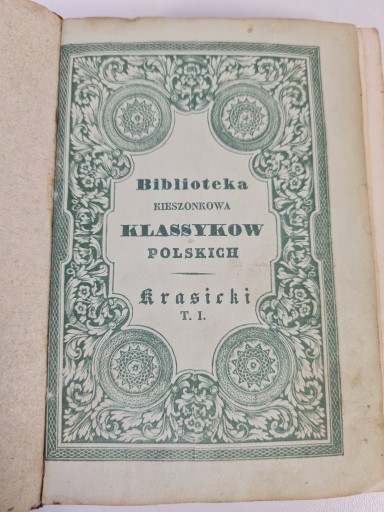 Biblioteka
KIESZONKOWA
KLASSYKOW
POLSKICH
Krasicki
T. I.